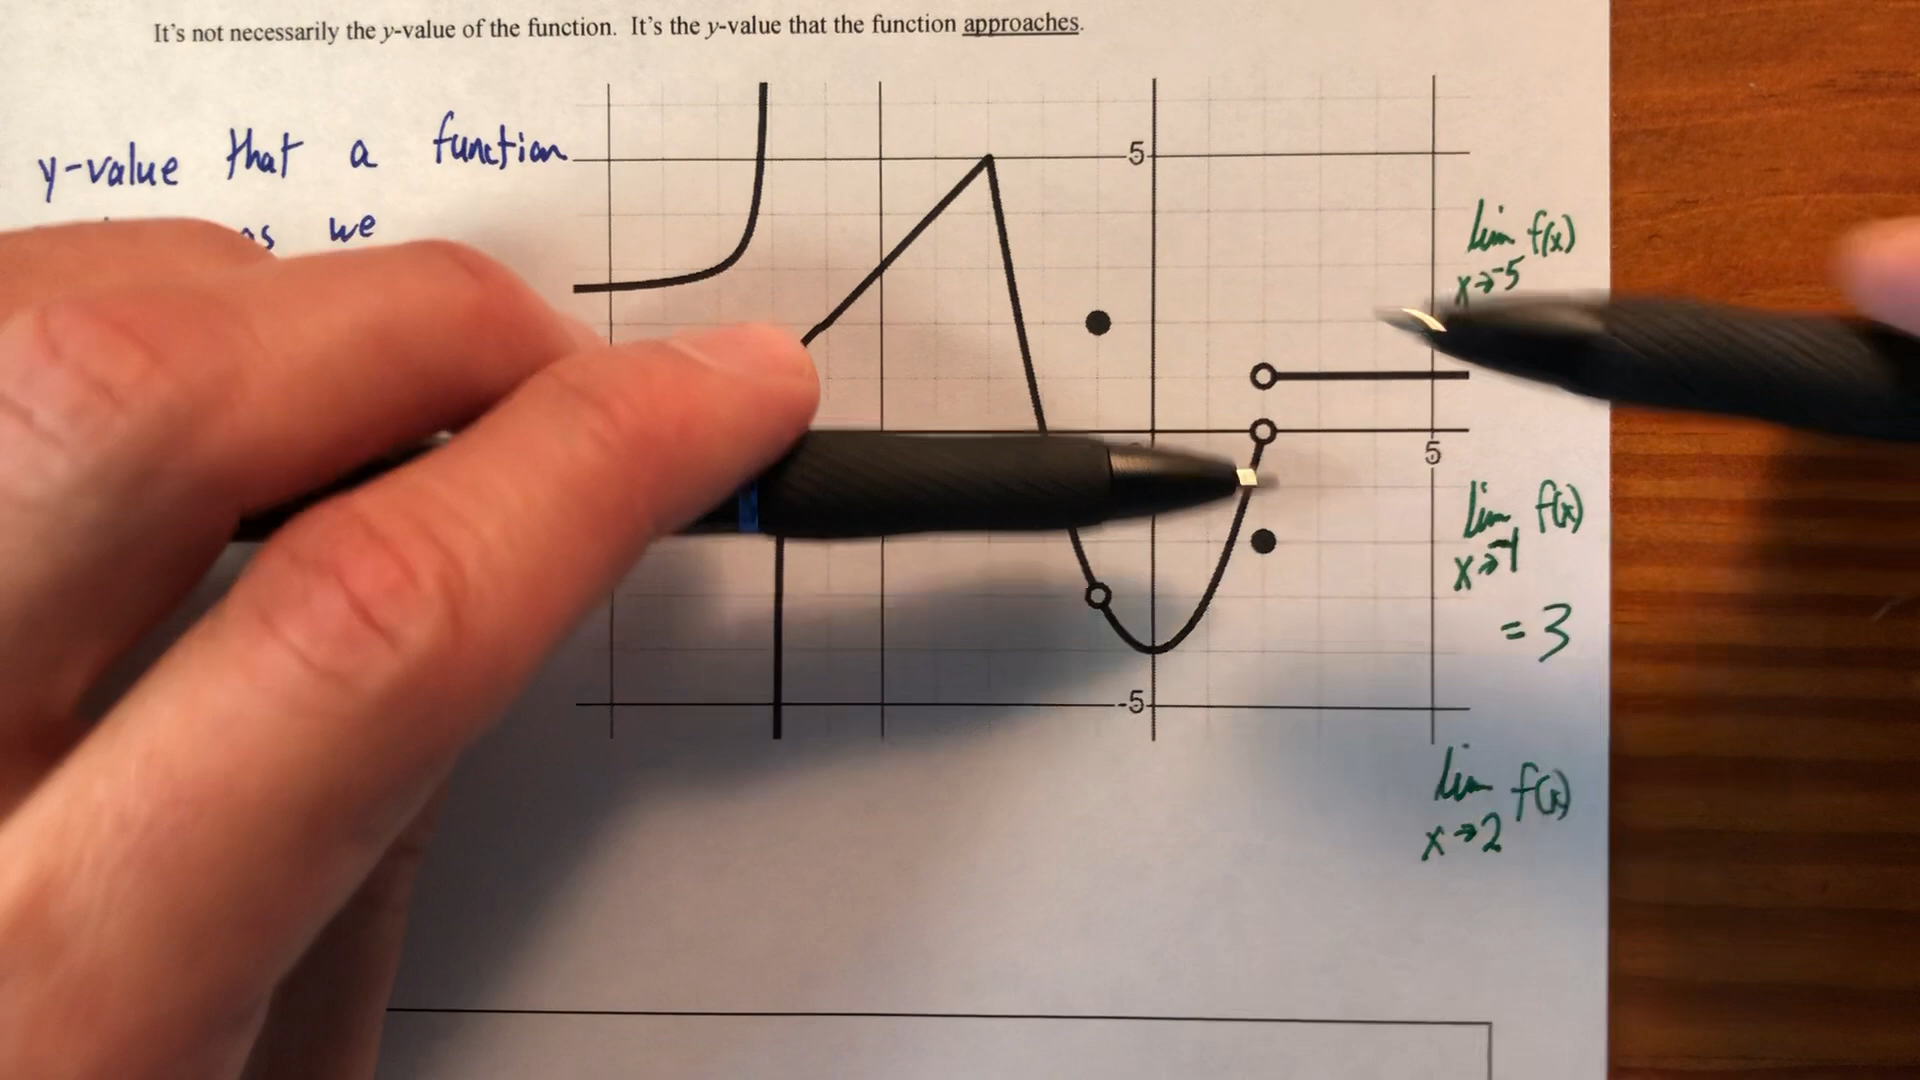 It's not necessarily the y-value of the function. It's the y-value that the function approaches.
y-value that a function
as we
5
lim f(x)
x→-5
5
lim f(x)
x→-1
= 3
-5
lim f(x)
x→2